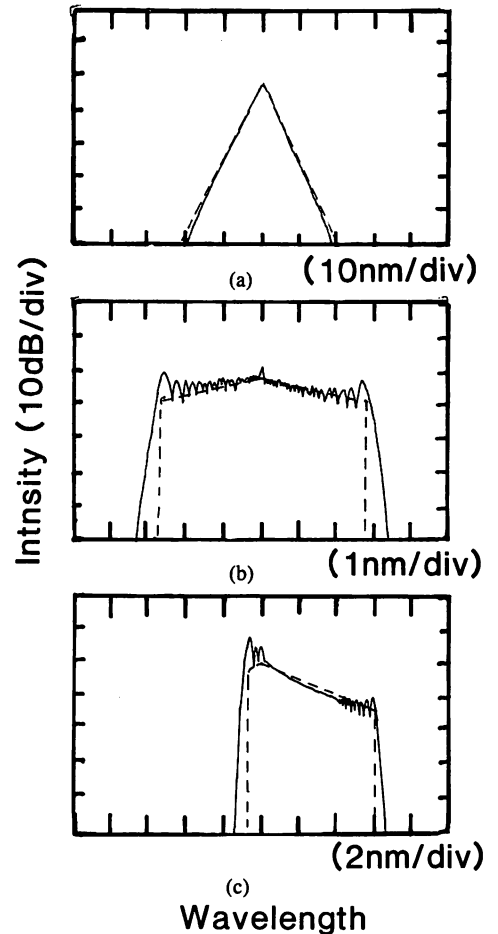 (a)
(10nm/div)
Intnsity (10dB/div)
(b)
(1nm/div)
(2nm/div)
(c)
Wavelength